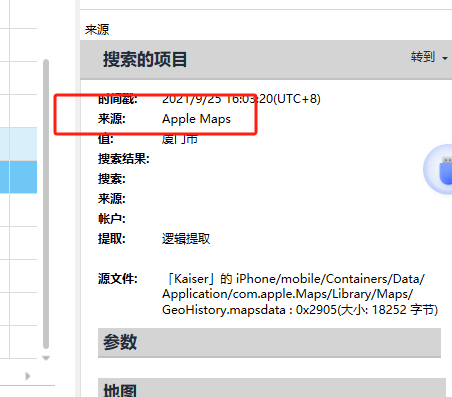 来源
搜索的项目 转到
时间戳: 2021/9/25 16:03:20(UTC+8)
来源: Apple Maps
值: 厦门市
搜索结果:
搜索:
来源:
帐户:
提取: 逻辑提取
源文件: 「Kaiser」的 iPhone/mobile/Containers/Data/
Application/com.apple.Maps/Library/Maps/
GeoHistory.mapsdata : 0x2905(大小: 18252 字节)
参数
地图